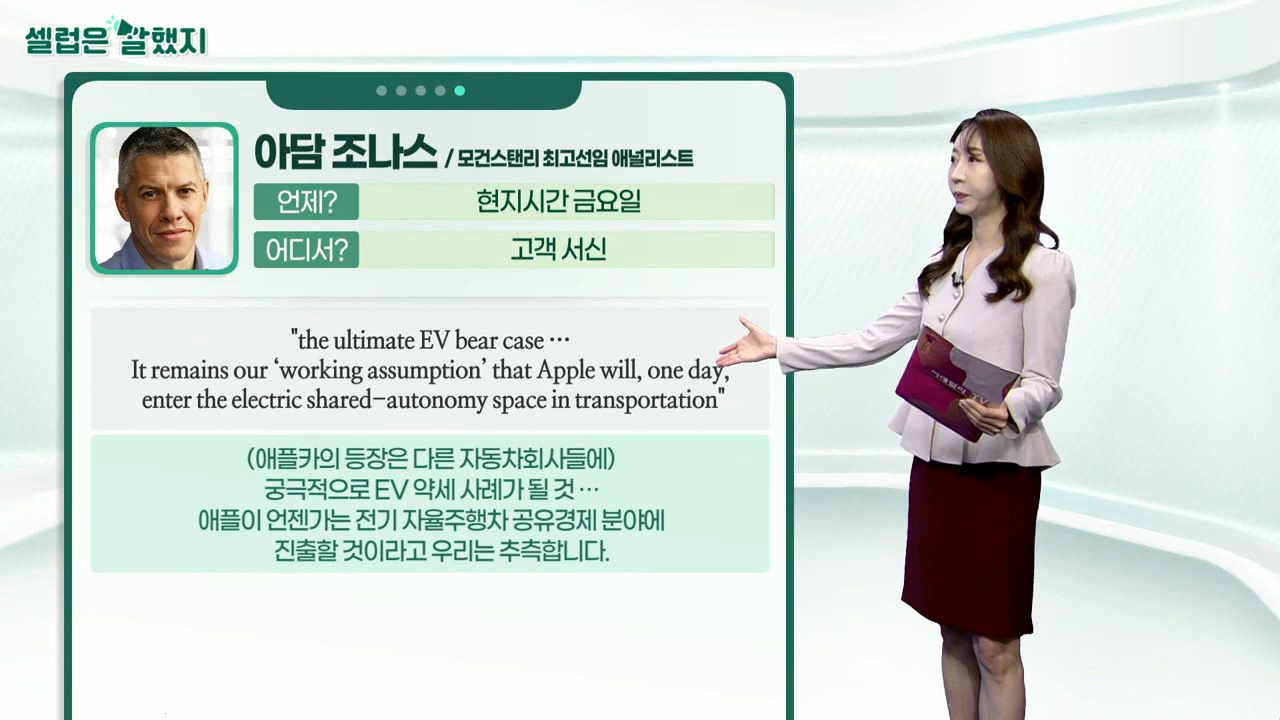 셀럽은 말했지
아담 조나스 / 모건스탠리 최고선임 애널리스트
언제? 현지시간 금요일
어디서? 고객 서신
"the ultimate EV bear case …
It remains our ‘working assumption’ that Apple will, one day,
enter the electric shared-autonomy space in transportation"
(애플카의 등장은 다른 자동차회사들에)
궁극적으로 EV 약세 사례가 될 것 …
애플이 언젠가는 전기 자율주행차 공유경제 분야에
진출할 것이라고 우리는 추측합니다.